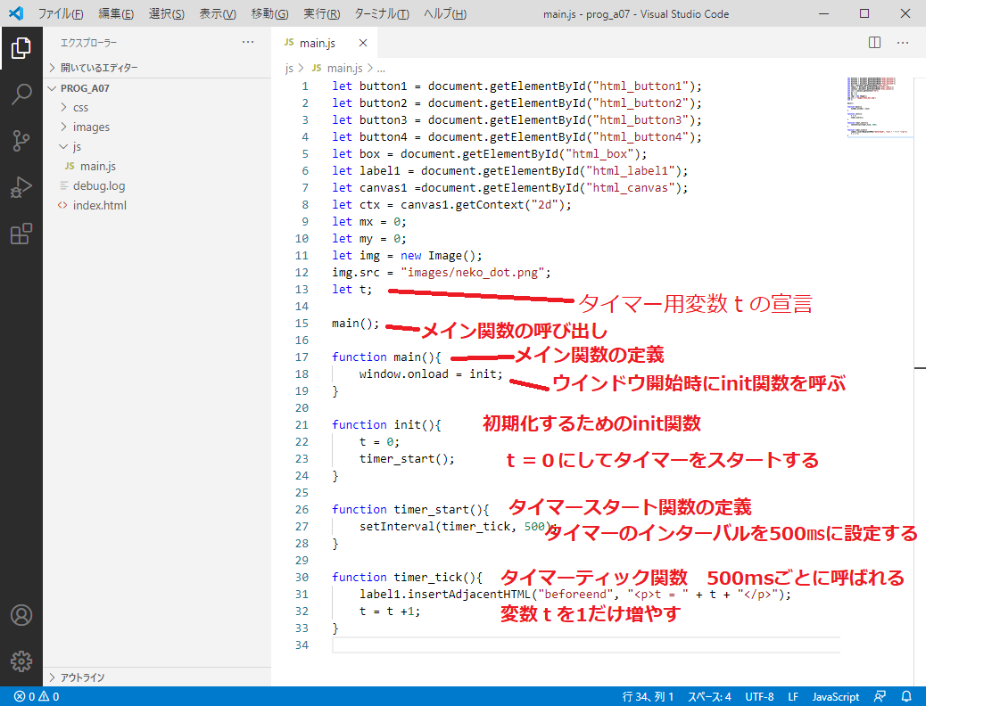 ファイル(F) 編集(E) 選択(S) 表示(V) 移動(G) 実行(R) ターミナル(T) ヘルプ(H) main.js - prog_a07 - Visual Studio Code
エクスプローラー ...
開いているエディター
PROG_A07
css
images
js
JS main.js
debug.log
index.html
アウトライン
JS main.js ×
js > JS main.js > ...
1 let button1 = document.getElementById("html_button1");
2 let button2 = document.getElementById("html_button2");
3 let button3 = document.getElementById("html_button3");
4 let button4 = document.getElementById("html_button4");
5 let box = document.getElementById("html_box");
6 let label1 = document.getElementById("html_label1");
7 let canvas1 =document.getElementById("html_canvas");
8 let ctx = canvas1.getContext("2d");
9 let mx = 0;
10 let my = 0;
11 let img = new Image();
12 img.src = "images/neko_dot.png";
13 let t; タイマー用変数ｔの宣言
14
15 main(); メイン関数の呼び出し
16
17 function main(){ メイン関数の定義
18 window.onload = init; ウインドウ開始時にinit関数を呼ぶ
19 }
20
21 function init(){ 初期化するためのinit関数
22 t = 0;
23 timer_start(); ｔ＝０にしてタイマーをスタートする
24 }
25
26 function timer_start(){ タイマースタート関数の定義
27 setInterval(timer_tick, 500); タイマーのインターバルを500㎳に設定する
28 }
29
30 function timer_tick(){ タイマーティック関数　500msごとに呼ばれる
31 label1.insertAdjacentHTML("beforeend", "<p>t = " + t + "</p>");
32 t = t +1; 変数ｔを1だけ増やす
33 }
34
0 0 行 34、列 1 スペース: 4 UTF-8 LF JavaScript